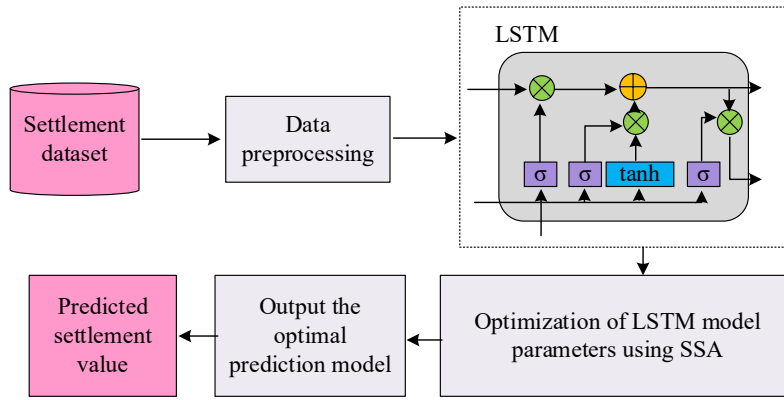 LSTM
Settlement
dataset
Data
preprocessing
σ
σ
tanh
σ
Predicted
settlement
value
Output the
optimal
prediction model
Optimization of LSTM model
parameters using SSA